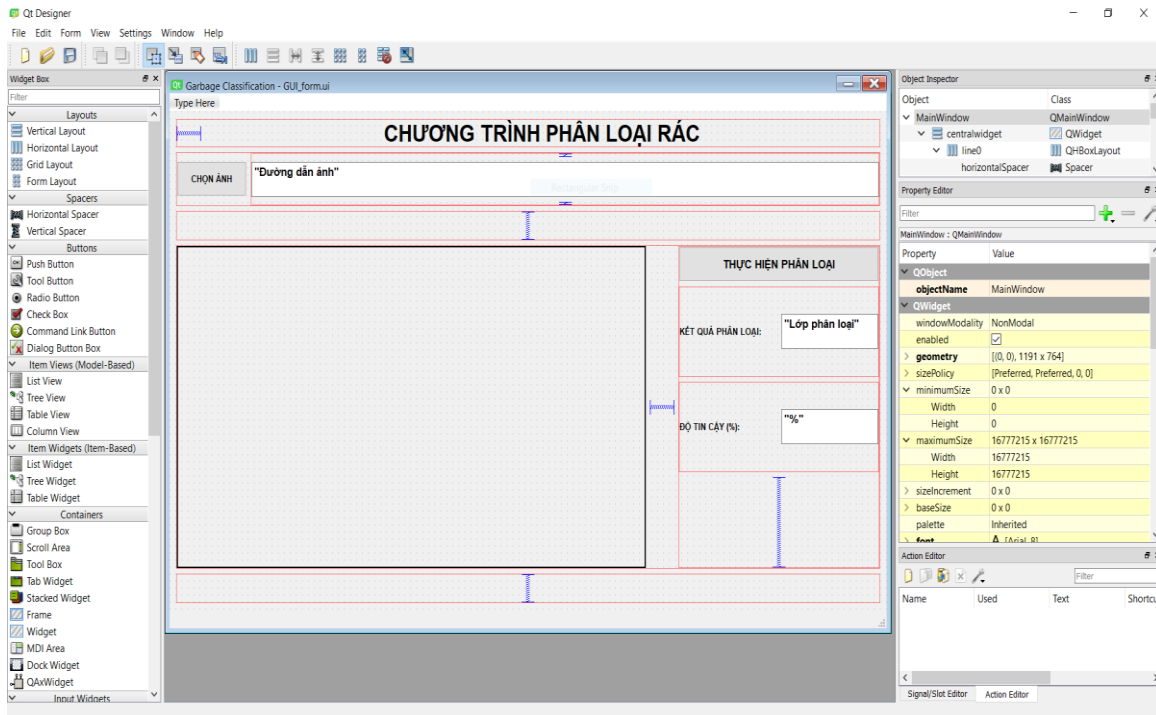 Qt Designer
File Edit Form View Settings Window Help
Widget Box
Filter
Layouts
Vertical Layout
Horizontal Layout
Grid Layout
Form Layout
Spacers
Horizontal Spacer
Vertical Spacer
Buttons
Push Button
Tool Button
Radio Button
Check Box
Command Link Button
Dialog Button Box
Item Views (Model-Based)
List View
Tree View
Table View
Column View
Item Widgets (Item-Based)
List Widget
Tree Widget
Table Widget
Containers
Group Box
Scroll Area
Tool Box
Tab Widget
Stacked Widget
Frame
Widget
MDI Area
Dock Widget
QAxWidget
Input Widgets
Garbage Classification - GUI_form.ui
Type Here
CHƯƠNG TRÌNH PHÂN LOẠI RÁC
CHỌN ẢNH
"Đường dẫn ảnh"
Rectangular Snip
THỰC HIỆN PHÂN LOẠI
KẾT QUẢ PHÂN LOẠI:
"Lớp phân loại"
ĐỘ TIN CẬY (%):
"%"
Object Inspector
Object Class
MainWindow QMainWindow
centralwidget QWidget
line0 QHBoxLayout
horizontalSpacer Spacer
Property Editor
Filter
MainWindow : QMainWindow
Property Value
QObject
objectName MainWindow
QWidget
windowModality NonModal
enabled
geometry [(0, 0), 1191 x 764]
sizePolicy [Preferred, Preferred, 0, 0]
minimumSize 0 x 0
Width 0
Height 0
maximumSize 16777215 x 16777215
Width 16777215
Height 16777215
sizeIncrement 0 x 0
baseSize 0 x 0
palette Inherited
font A [Arial, 8]
Action Editor
Filter
Name Used Text Shortcu
Signal/Slot Editor Action Editor